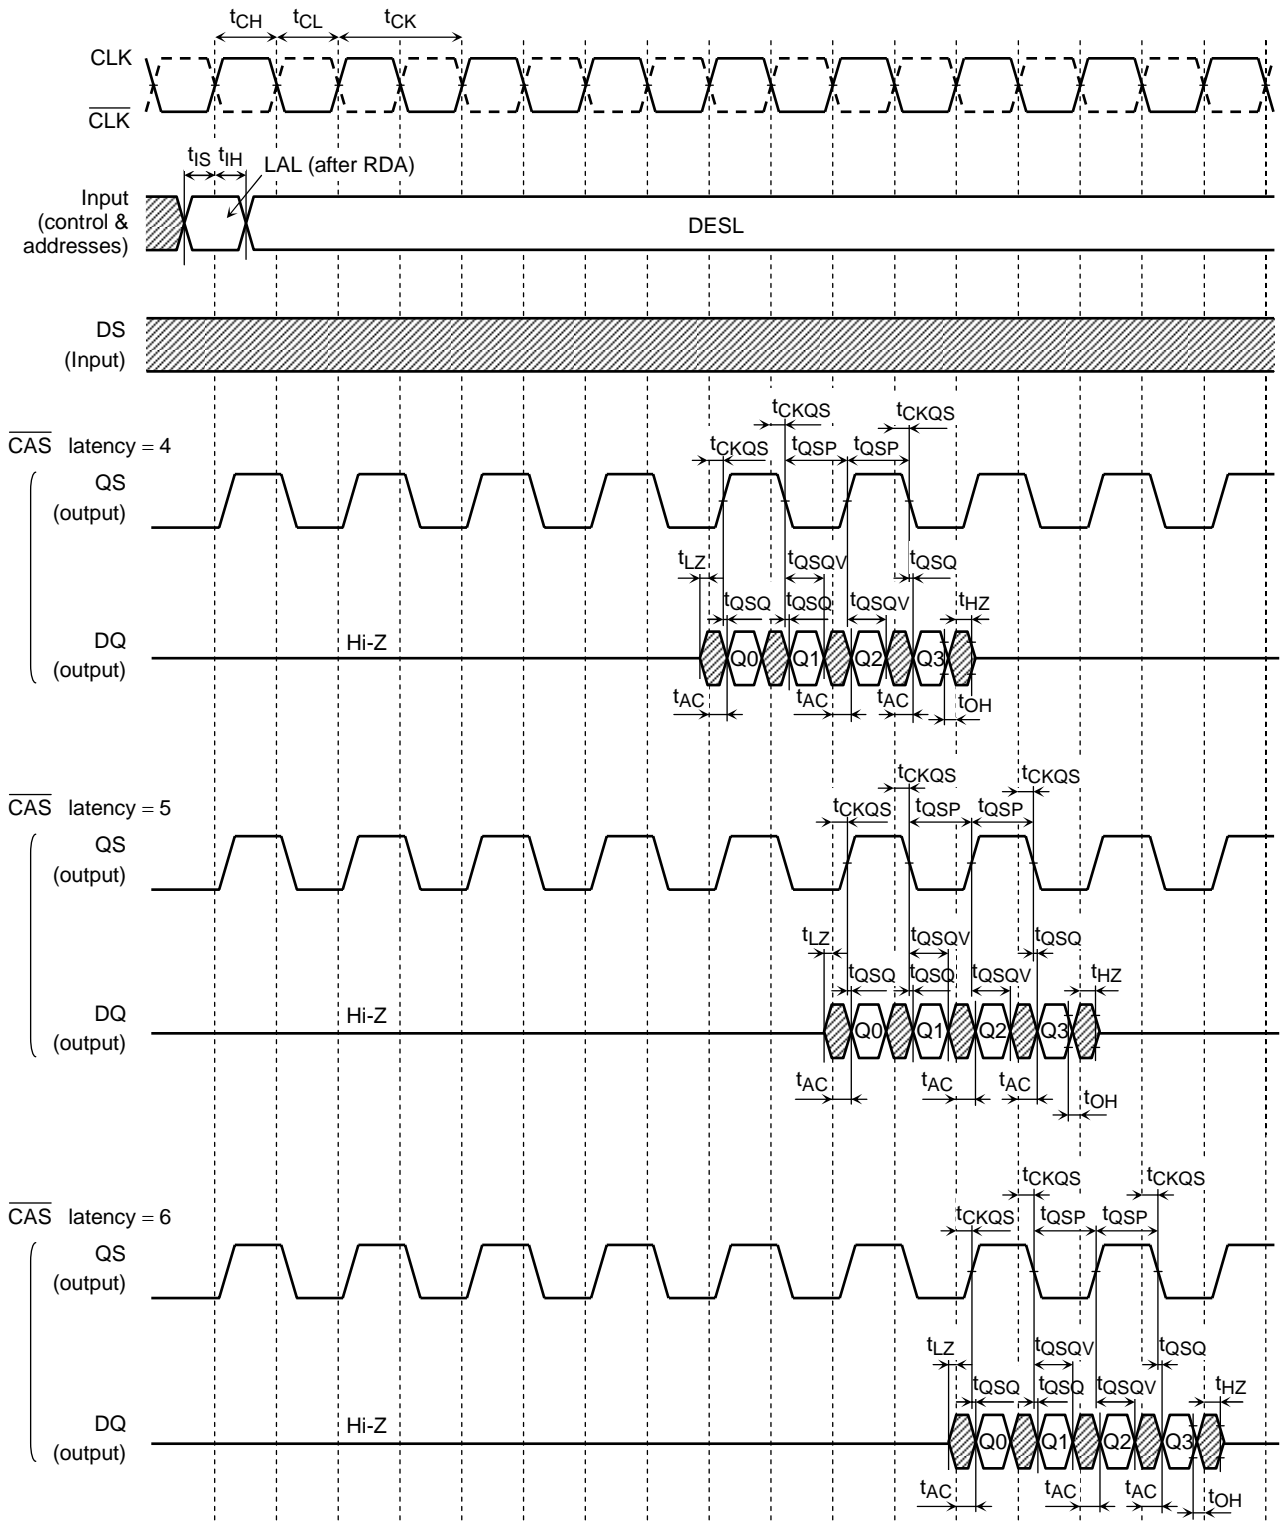 tCH tCL tCK
CLK
CLK
tIS tIH LAL (after RDA)
Input
(control &
addresses)
DESL
DS
(Input)
tCKQS tCKQS
CAS latency = 4
tCKQS tQSP tQSP
QS
(output)
tLZ tQSQV tQSQ
tQSQ tQSQ tQSQV tHZ
DQ
(output)
Hi-Z
Q0 Q1 Q2 Q3
tAC tAC tAC tOH
tCKQS tCKQS
CAS latency = 5
tCKQS tQSP tQSP
QS
(output)
tLZ tQSQV tQSQ
tQSQ tQSQ tQSQV tHZ
DQ
(output)
Hi-Z
Q0 Q1 Q2 Q3
tAC tAC tAC tOH
tCKQS tCKQS
CAS latency = 6
tCKQS tQSP tQSP
QS
(output)
tLZ tQSQV tQSQ
tQSQ tQSQ tQSQV tHZ
DQ
(output)
Hi-Z
Q0 Q1 Q2 Q3
tAC tAC tAC tOH